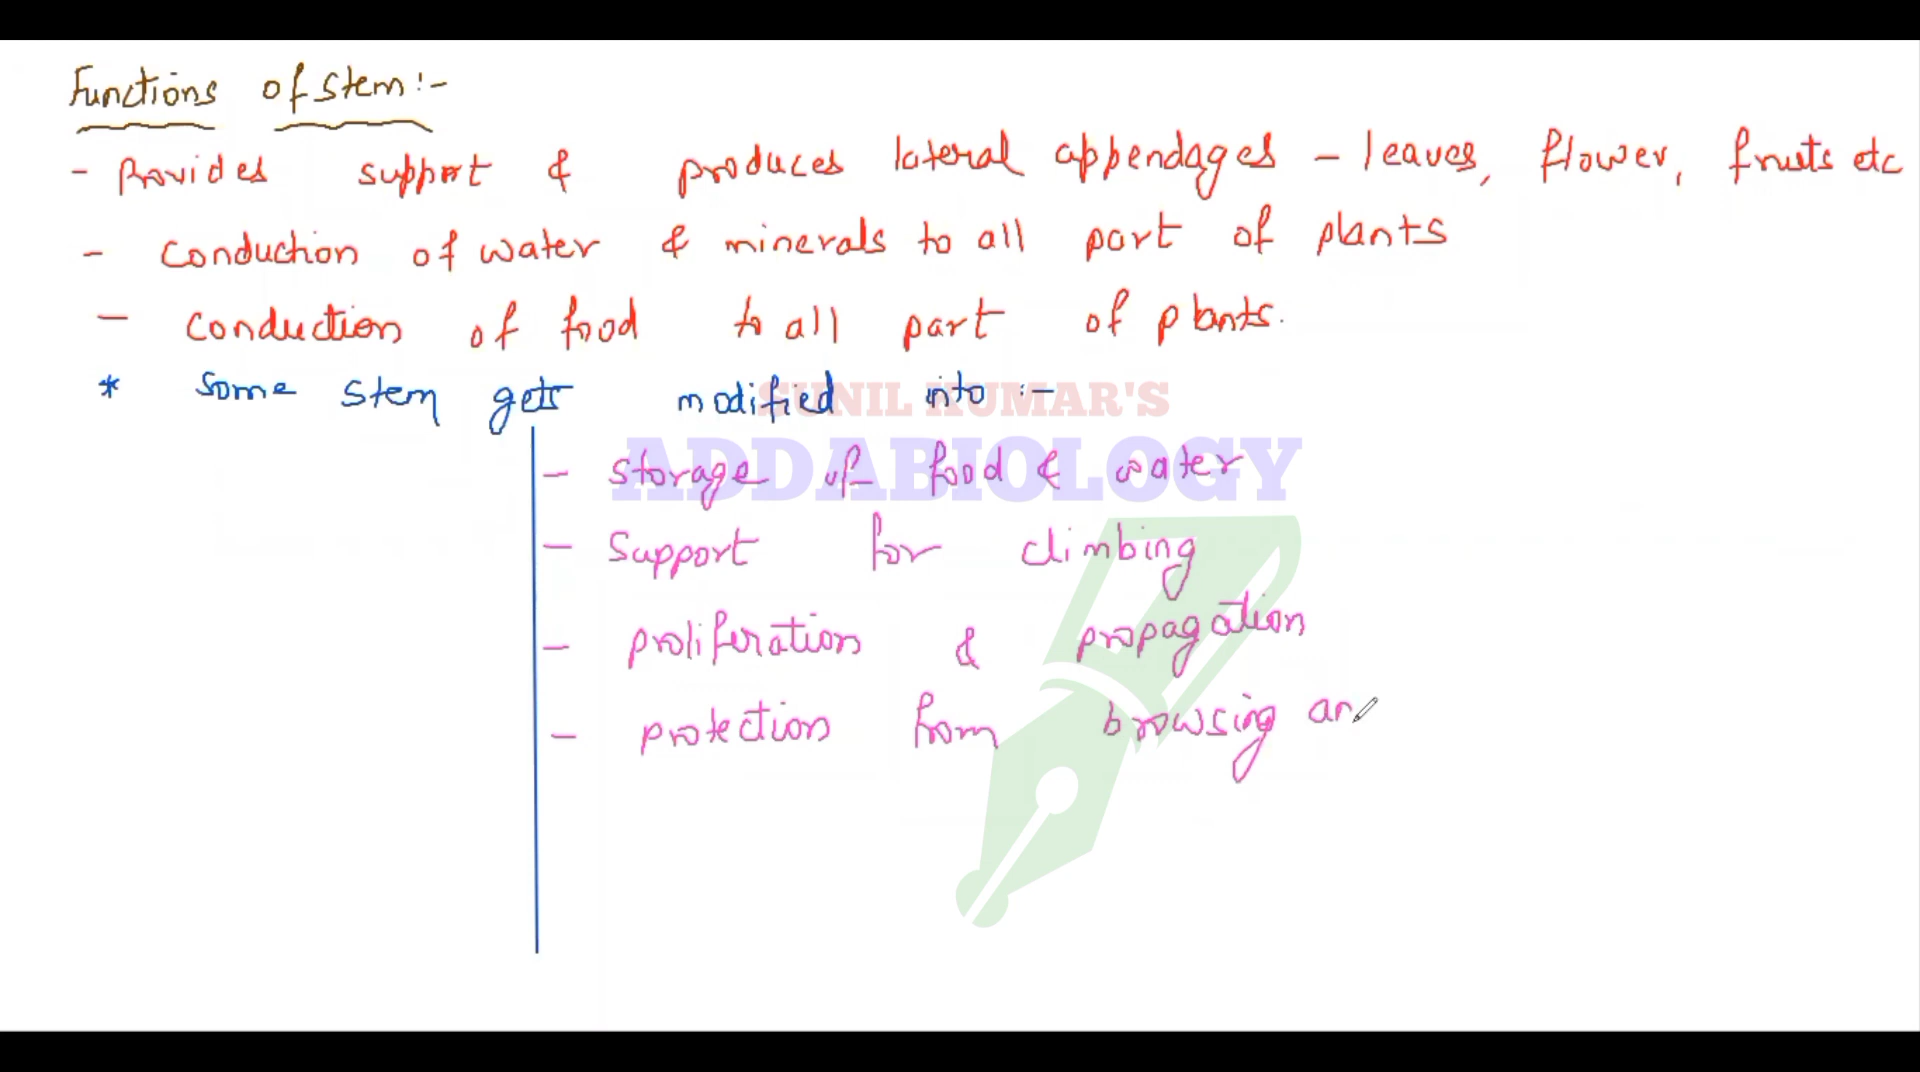 Functions of stem:-
- Provides support & produces lateral appendages - leaves, flower, fruits etc
- conduction of water & minerals to all part of plants
- conduction of food to all part of plants.
* Some stem gets modified into :-
SUNIL KUMAR'S
ADDABIOLOGY
- storage of food & water
- Support for climbing
- proliferation & propagation
- protection from browsing an